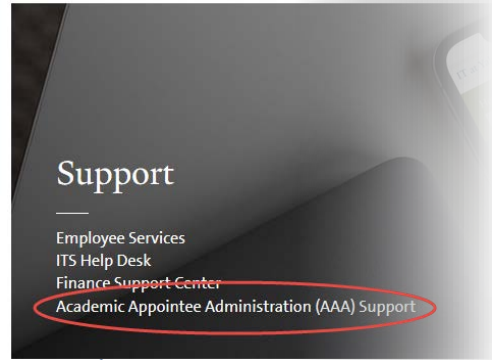 Support
Employee Services
ITS Help Desk
Finance Support Center
Academic Appointee Administration (AAA) Support